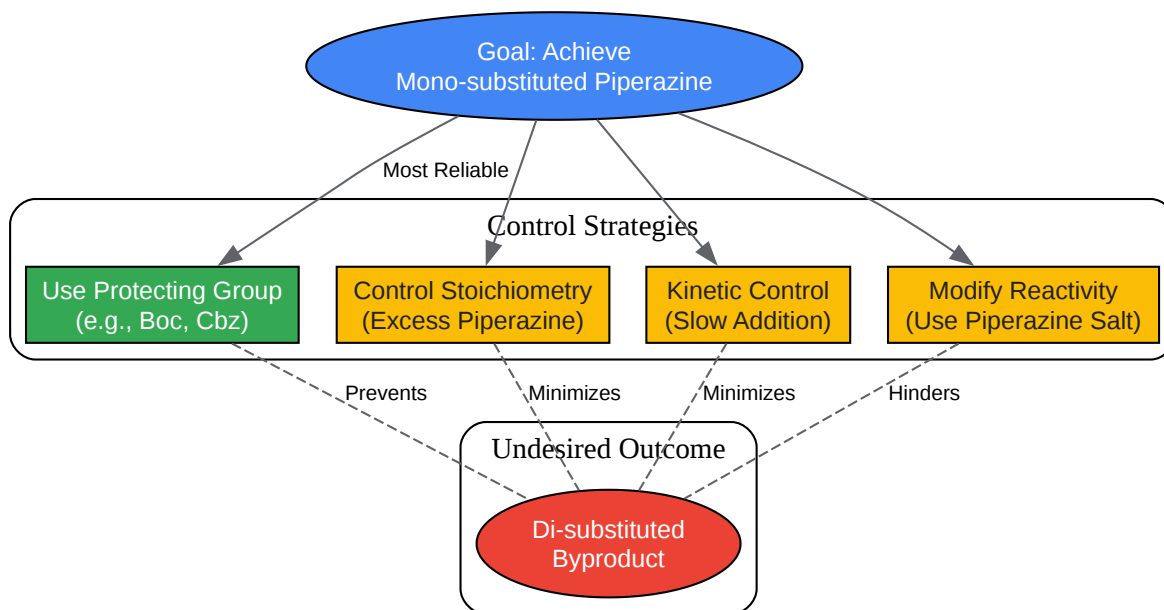 Goal: Achieve
Mono-substituted Piperazine
Most Reliable
Control Strategies
Use Protecting Group
(e.g., Boc, Cbz)
Control Stoichiometry
(Excess Piperazine)
Kinetic Control
(Slow Addition)
Modify Reactivity
(Use Piperazine Salt)
Prevents
Minimizes
Minimizes
Hinders
Undesired Outcome
Di-substituted
Byproduct